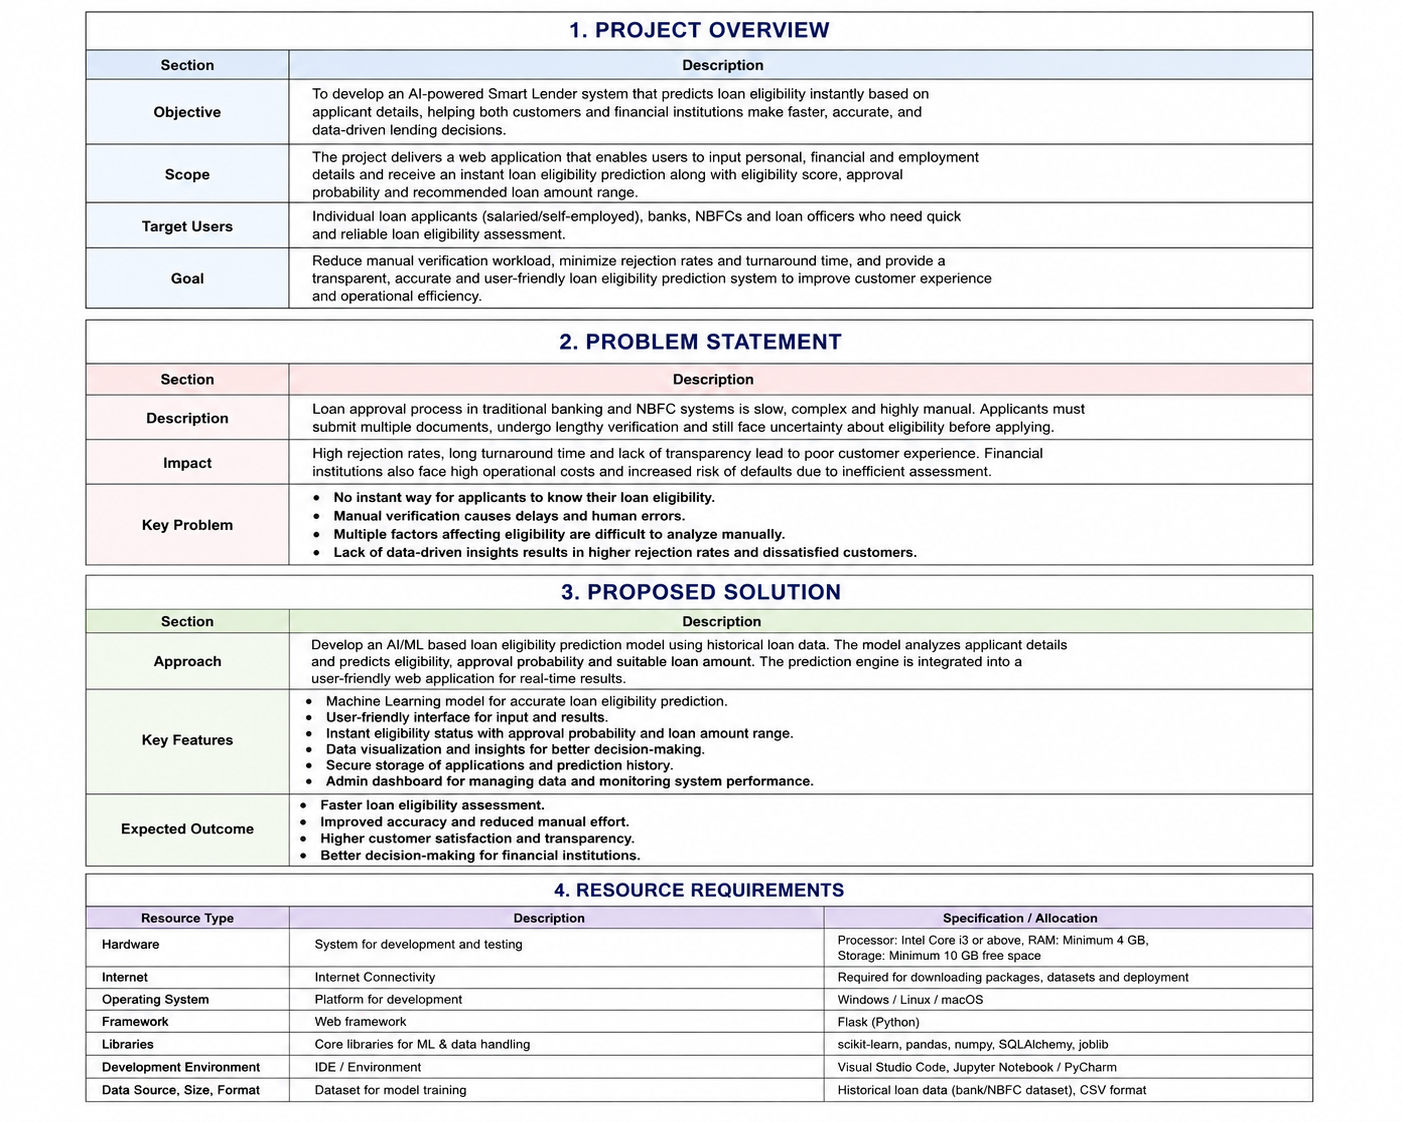 1. PROJECT OVERVIEW
Section Description
Objective
To develop an AI-powered Smart Lender system that predicts loan eligibility instantly based on
applicant details, helping both customers and financial institutions make faster, accurate, and
data-driven lending decisions.
Scope
The project delivers a web application that enables users to input personal, financial and employment
details and receive an instant loan eligibility prediction along with eligibility score, approval
probability and recommended loan amount range.
Target Users
Individual loan applicants (salaried/self-employed), banks, NBFCs and loan officers who need quick
and reliable loan eligibility assessment.
Goal
Reduce manual verification workload, minimize rejection rates and turnaround time, and provide a
transparent, accurate and user-friendly loan eligibility prediction system to improve customer experience
and operational efficiency.
2. PROBLEM STATEMENT
Section Description
Description
Loan approval process in traditional banking and NBFC systems is slow, complex and highly manual. Applicants must
submit multiple documents, undergo lengthy verification and still face uncertainty about eligibility before applying.
Impact
High rejection rates, long turnaround time and lack of transparency lead to poor customer experience. Financial
institutions also face high operational costs and increased risk of defaults due to inefficient assessment.
Key Problem
• No instant way for applicants to know their loan eligibility.
• Manual verification causes delays and human errors.
• Multiple factors affecting eligibility are difficult to analyze manually.
• Lack of data-driven insights results in higher rejection rates and dissatisfied customers.
3. PROPOSED SOLUTION
Section Description
Approach
Develop an AI/ML based loan eligibility prediction model using historical loan data. The model analyzes applicant details
and predicts eligibility, approval probability and suitable loan amount. The prediction engine is integrated into a
user-friendly web application for real-time results.
Key Features
• Machine Learning model for accurate loan eligibility prediction.
• User-friendly interface for input and results.
• Instant eligibility status with approval probability and loan amount range.
• Data visualization and insights for better decision-making.
• Secure storage of applications and prediction history.
• Admin dashboard for managing data and monitoring system performance.
Expected Outcome
• Faster loan eligibility assessment.
• Improved accuracy and reduced manual effort.
• Higher customer satisfaction and transparency.
• Better decision-making for financial institutions.
4. RESOURCE REQUIREMENTS
Resource Type Description Specification / Allocation
Hardware System for development and testing Processor: Intel Core i3 or above, RAM: Minimum 4 GB,
Storage: Minimum 10 GB free space
Internet Internet Connectivity Required for downloading packages, datasets and deployment
Operating System Platform for development Windows / Linux / macOS
Framework Web framework Flask (Python)
Libraries Core libraries for ML & data handling scikit-learn, pandas, numpy, SQLAlchemy, joblib
Development Environment IDE / Environment Visual Studio Code, Jupyter Notebook / PyCharm
Data Source, Size, Format Dataset for model training Historical loan data (bank/NBFC dataset), CSV format